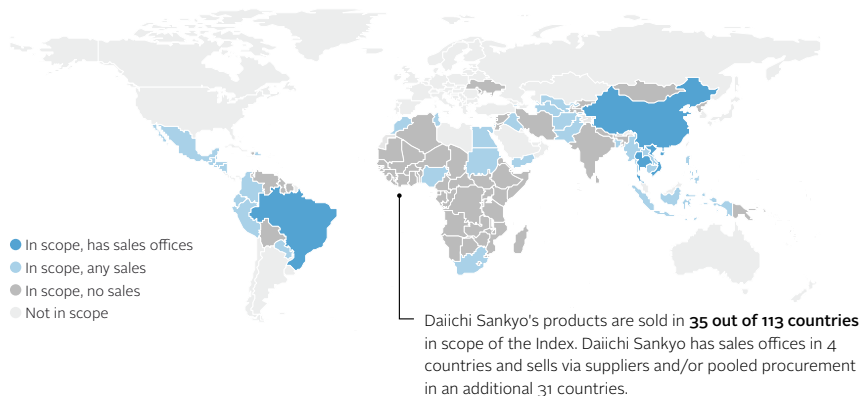 In scope, has sales offices
In scope, any sales
In scope, no sales
Not in scope
Daiichi Sankyo's products are sold in 35 out of 113 countries
in scope of the Index. Daiichi Sankyo has sales offices in 4
countries and sells via suppliers and/or pooled procurement
in an additional 31 countries.